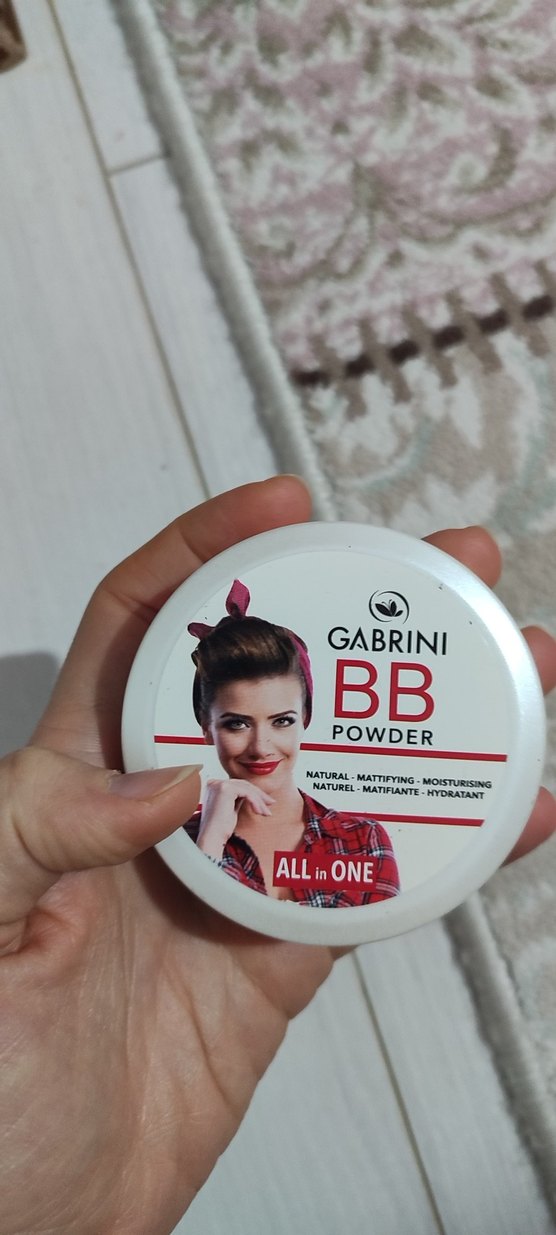 GABRINI
BB
POWDER
NATURAL - MATTIFYING - MOISTURISING
NATUREL - MATIFIANTE - HYDRATANT
ALL in ONE